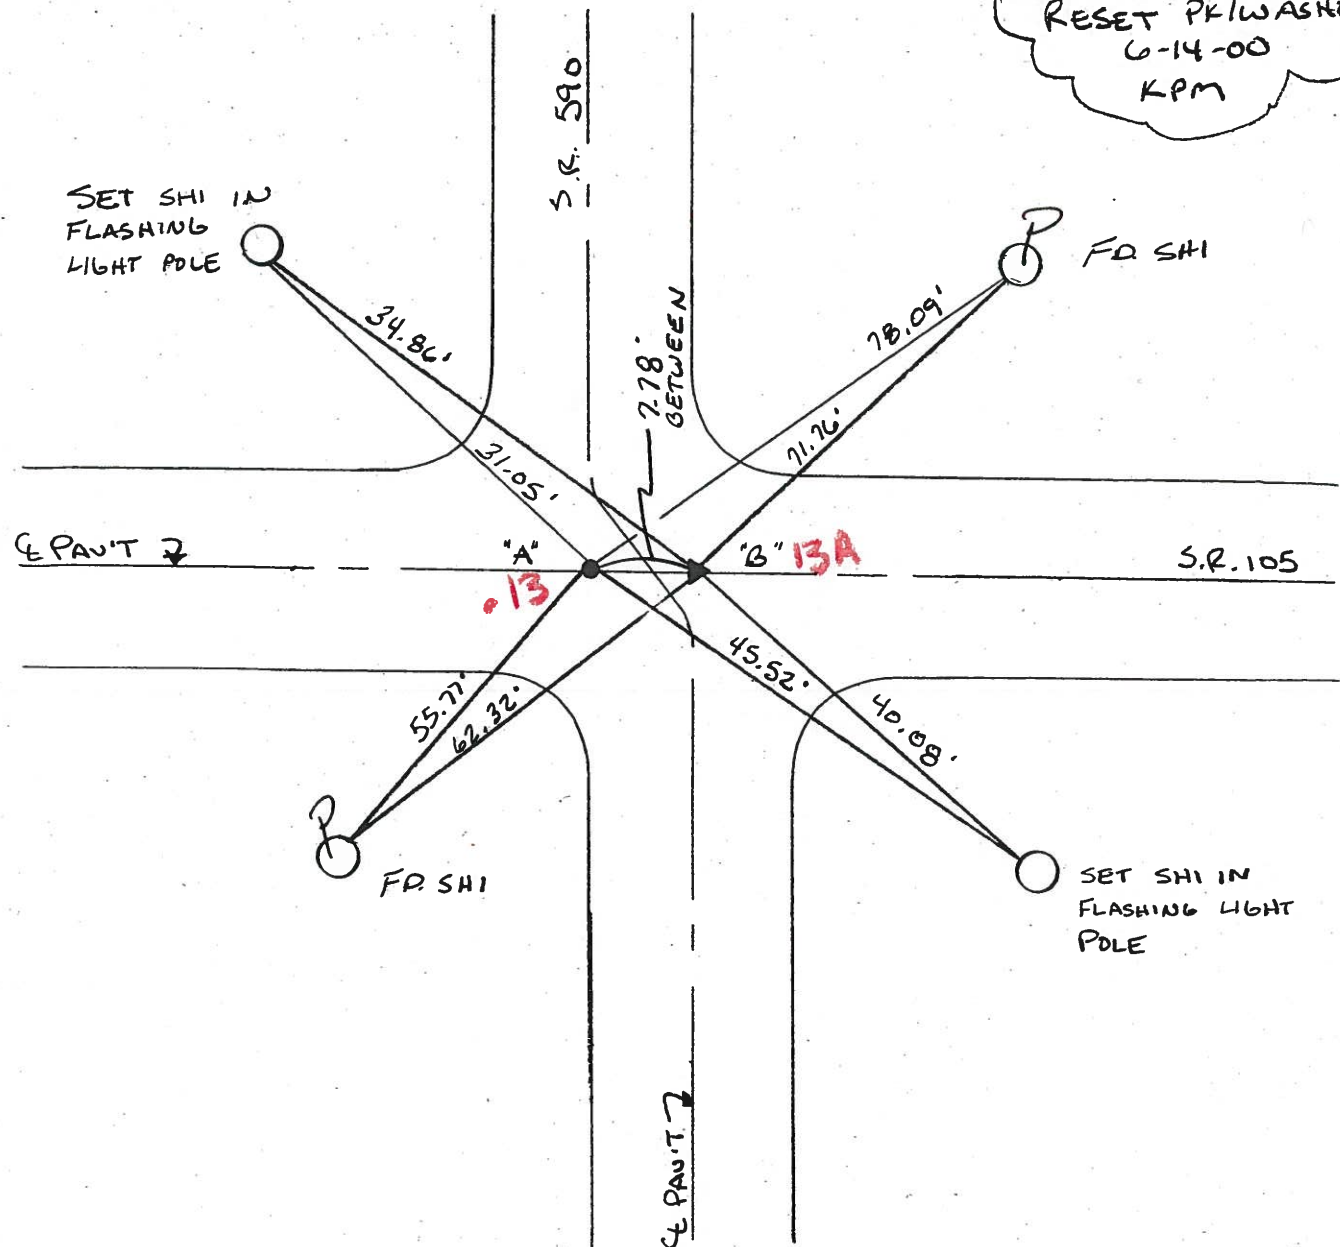 RESET PK/WASH
6-14-00
KPM
S.R. 590
SET SHI IN
FLASHING
LIGHT POLE
FD. SHI
34.86'
31.05'
7.78'
BETWEEN
78.09'
71.76'
℄ PAV'T
"A"
.13
"B" 13A
S.R. 105
55.77'
62.32'
45.52'
40.08'
FD. SHI
SET SHI IN
FLASHING LIGHT
POLE
℄ PAV'T